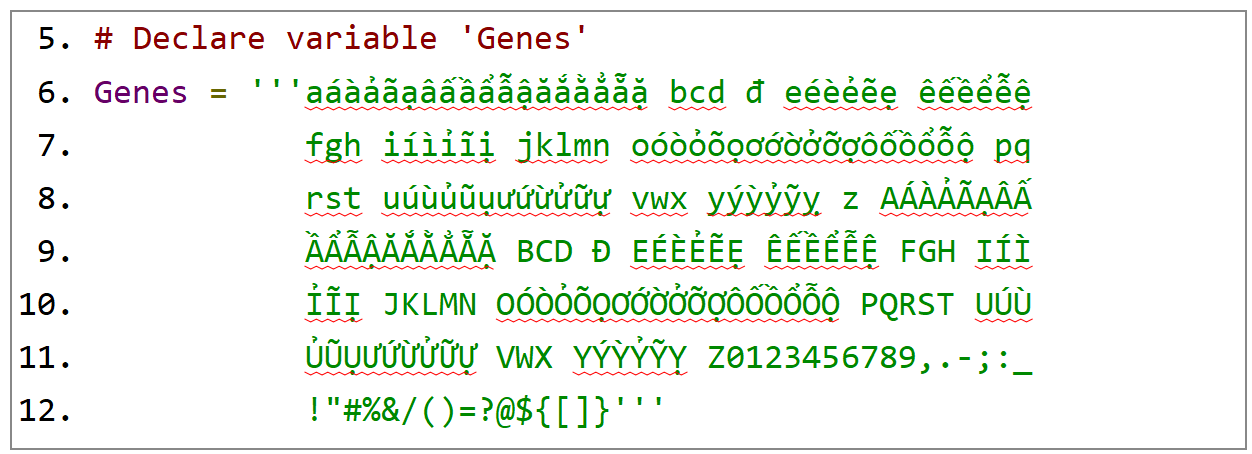 5. # Declare variable 'Genes'
6. Genes = '''aáàảãạâấầẩẫậăắằẳẵặ bcd đ eéèẻẽẹ êếềểễệ
7. fgh iíìỉĩị jklmn oóòỏõọơớờởỡợôốồổỗộ pq
8. rst uúùủũụưứừửữự vwx yýỳỷỹỵ z AÁÀẢÃẠÂẤ
9. ẦẨẪẬĂẮẰẲẴẶ BCD Đ EÉÈẺẼẸ ÊẾỀỂỄỆ FGH IÍÌ
10. ỈĨỊ JKLMN OÓÒỎÕỌƠỚỜỞỠỢÔỐỒỔỖỘ PQRST UÚÙ
11. ỦŨỤƯỨỪỬỮỰ VWX YÝỲỶỸỴ Z0123456789,.-;:_
12. !"#%&/()=?@${[]}'''